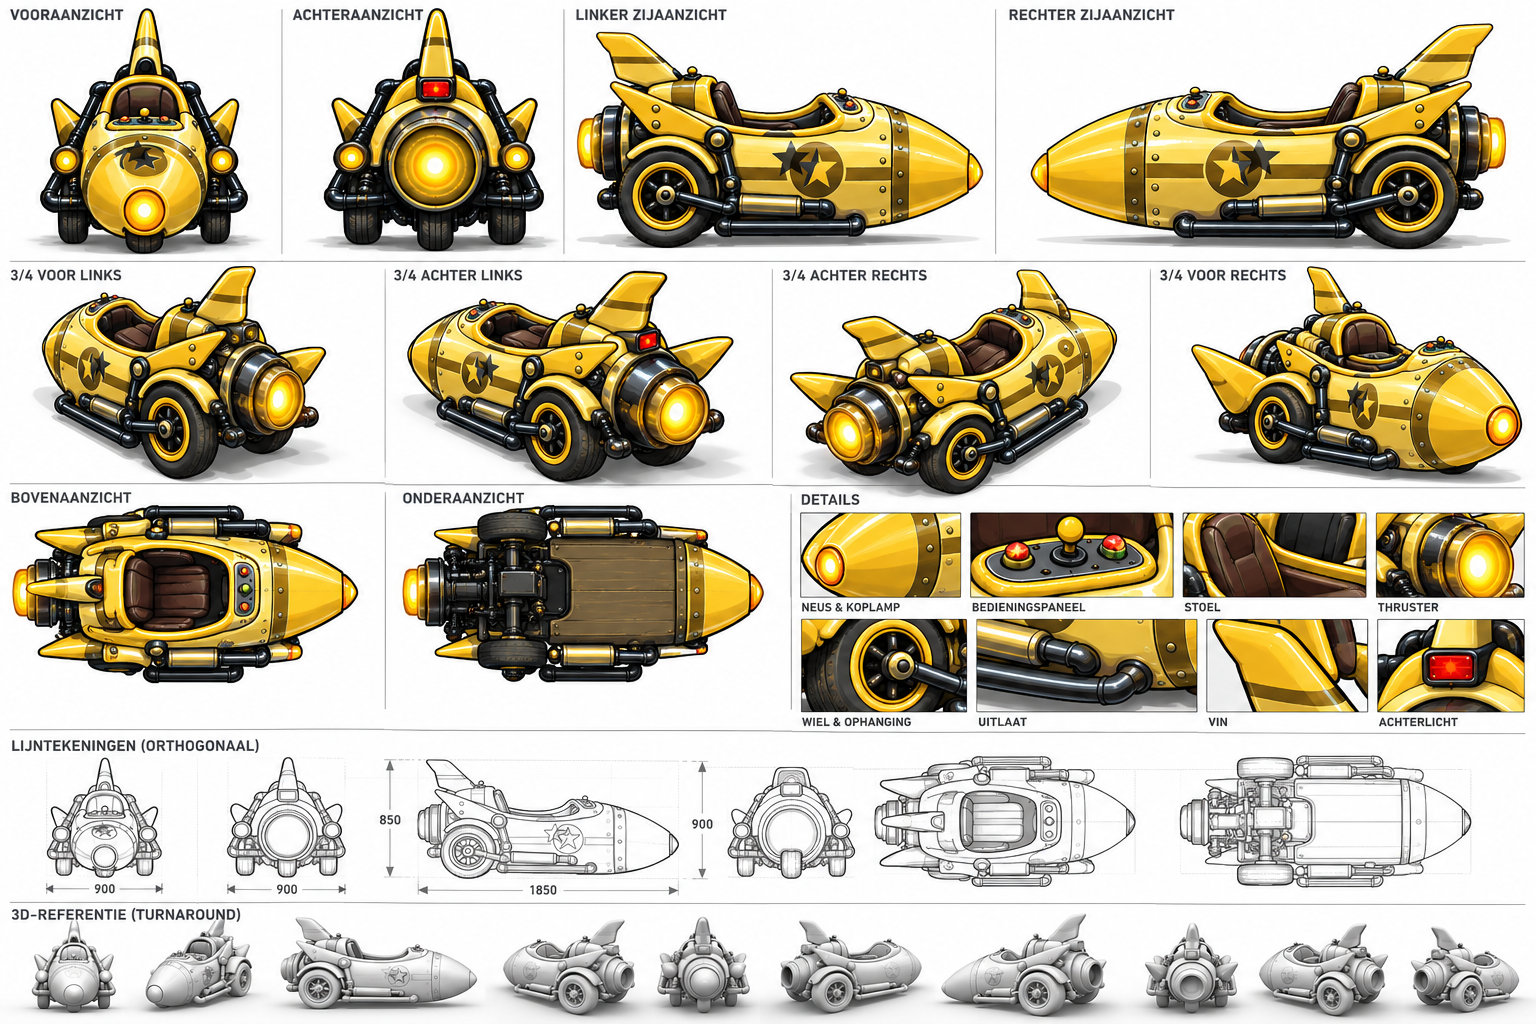 VOORAANZICHT
ACHTERAANZICHT
LINKER ZIJAANZICHT
RECHTER ZIJAANZICHT
3/4 VOOR LINKS
3/4 ACHTER LINKS
3/4 ACHTER RECHTS
3/4 VOOR RECHTS
BOVENAANZICHT
ONDERAANZICHT
DETAILS
NEUS & KOPLAMP
BEDIENINGSPANEEL
STOEL
THRUSTER
WIEL & OPHANGING
UITLAAT
VIN
ACHTERLICHT
LIJNTEKENINGEN (ORTHOGONAAL)
900
900
850
1850
900
3D-REFERENTIE (TURNAROUND)